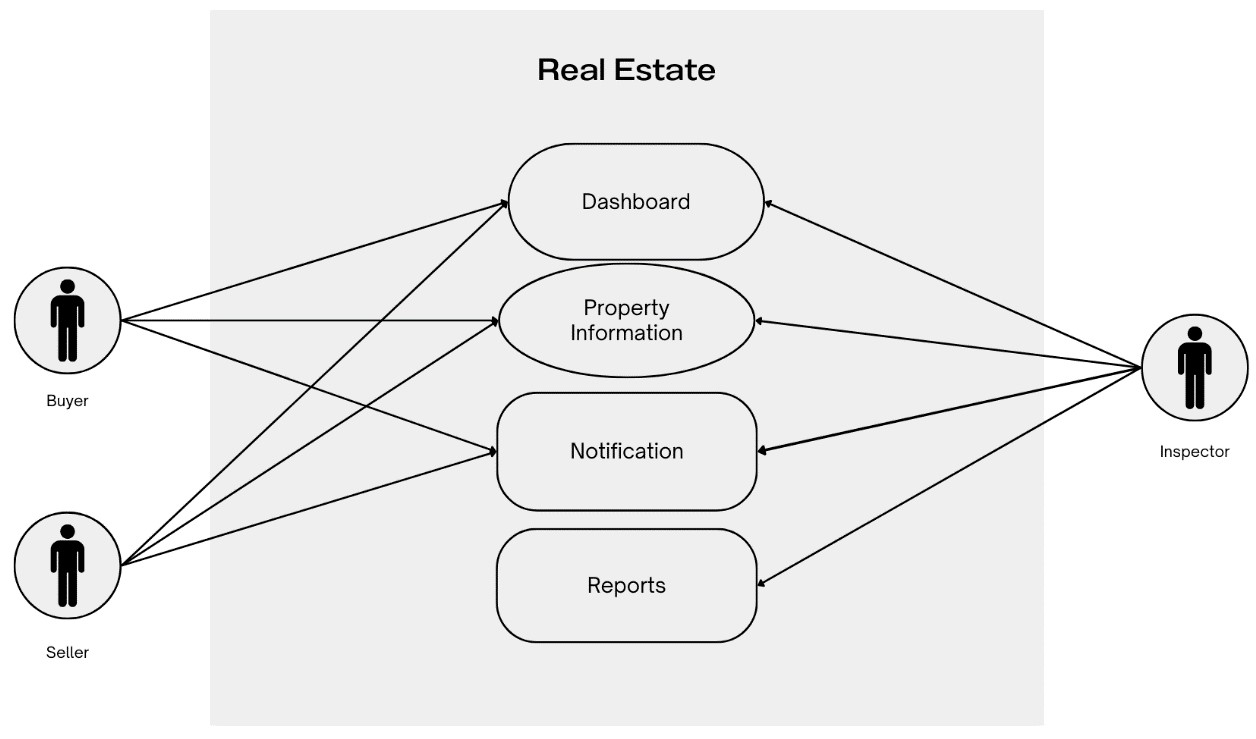 Real Estate
Dashboard
Property
Information
Buyer
Notification
Inspector
Reports
Seller